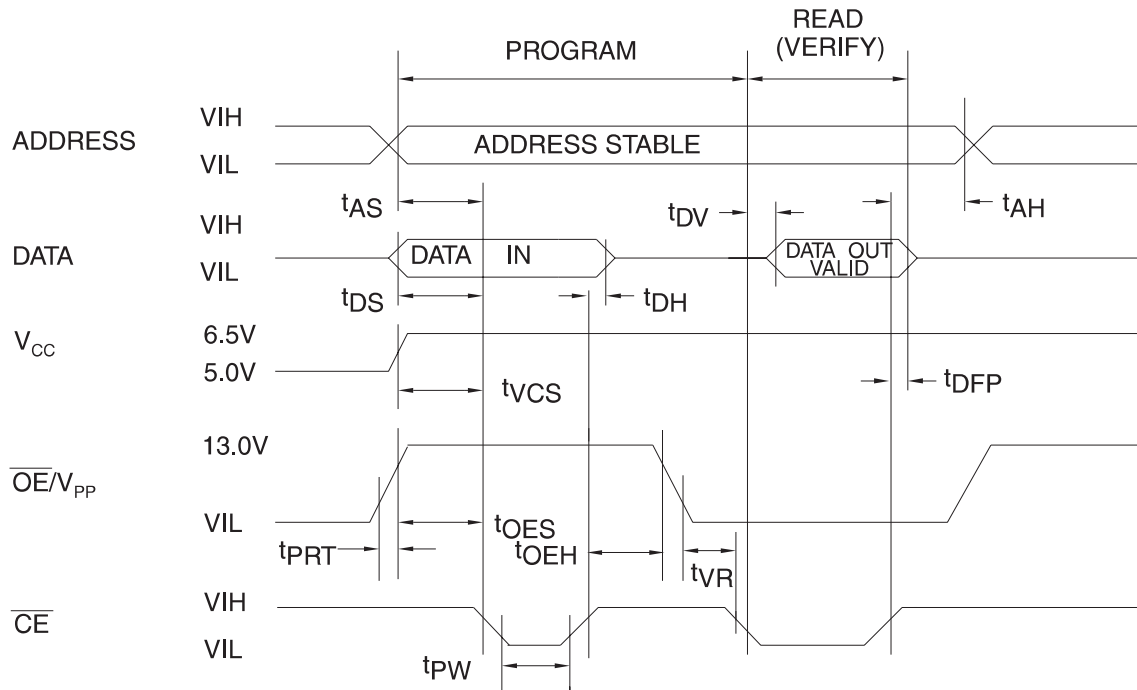 READ
(VERIFY)
PROGRAM
ADDRESS
VIH
VIL
ADDRESS STABLE
tAS
tDV
tAH
DATA
VIH
VIL
DATA IN
DATA OUT
VALID
tDS
tDH
VCC
6.5V
5.0V
tVCS
tDFP
OE/VPP
13.0V
VIL
tPRT
tOES
tOEH
tVR
CE
VIH
VIL
tPW